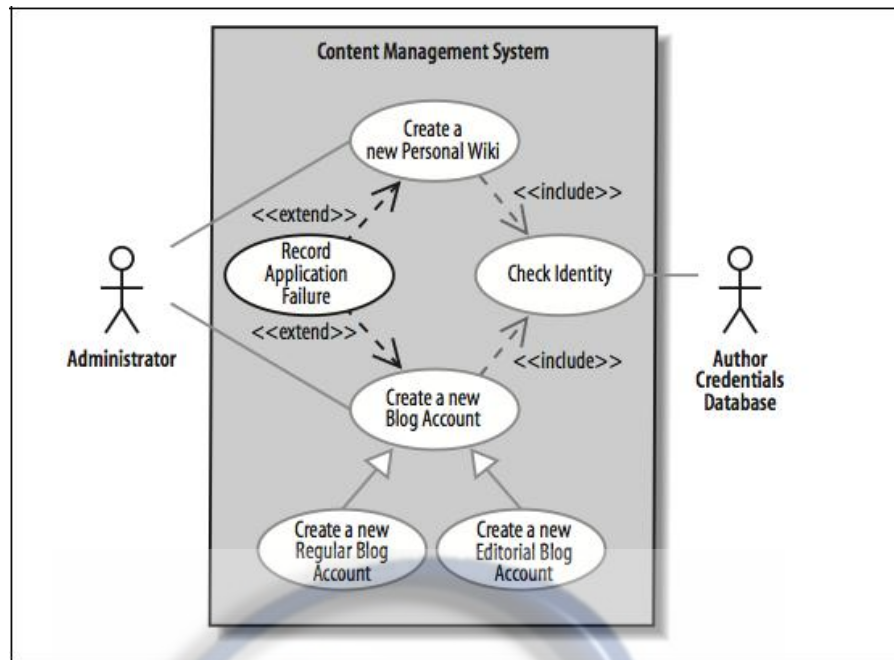 Content Management System
Create a
new Personal Wiki
<<extend>>
<<include>>
Record
Application
Failure
Check Identity
<<extend>>
<<include>>
Administrator
Author
Credentials
Database
Create a new
Blog Account
Create a new
Regular Blog
Account
Create a new
Editorial Blog
Account